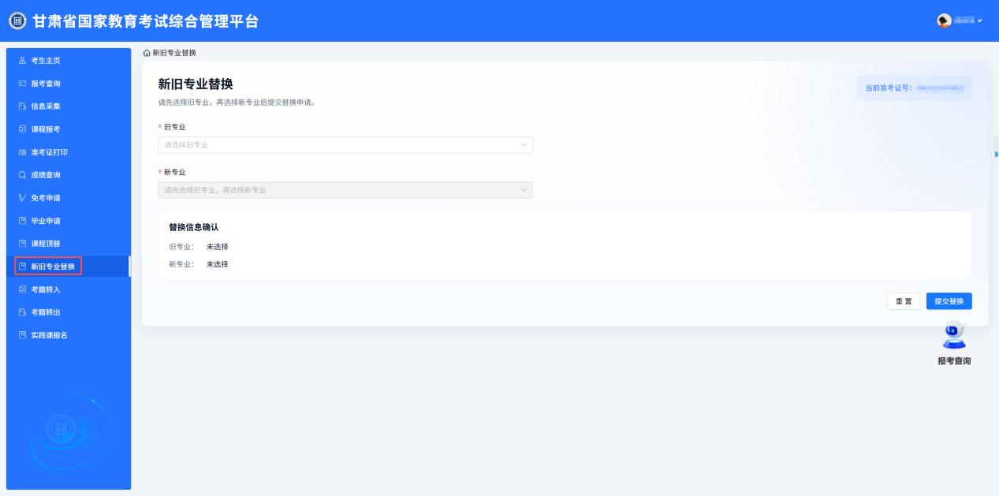 甘肃省国家教育考试综合管理平台
考生主页
报考查询
信息采集
课程报考
准考证打印
成绩查询
免考申请
毕业申请
课程顶替
新旧专业替换
考籍转入
考籍转出
实践课报名
新旧专业替换
新旧专业替换
请先选择旧专业，再选择新专业后提交替换申请。
当前准考证号：
* 旧专业
请选择旧专业
* 新专业
请先选择旧专业，再选择新专业
替换信息确认
旧专业： 未选择
新专业： 未选择
重 置 提交替换
报考查询